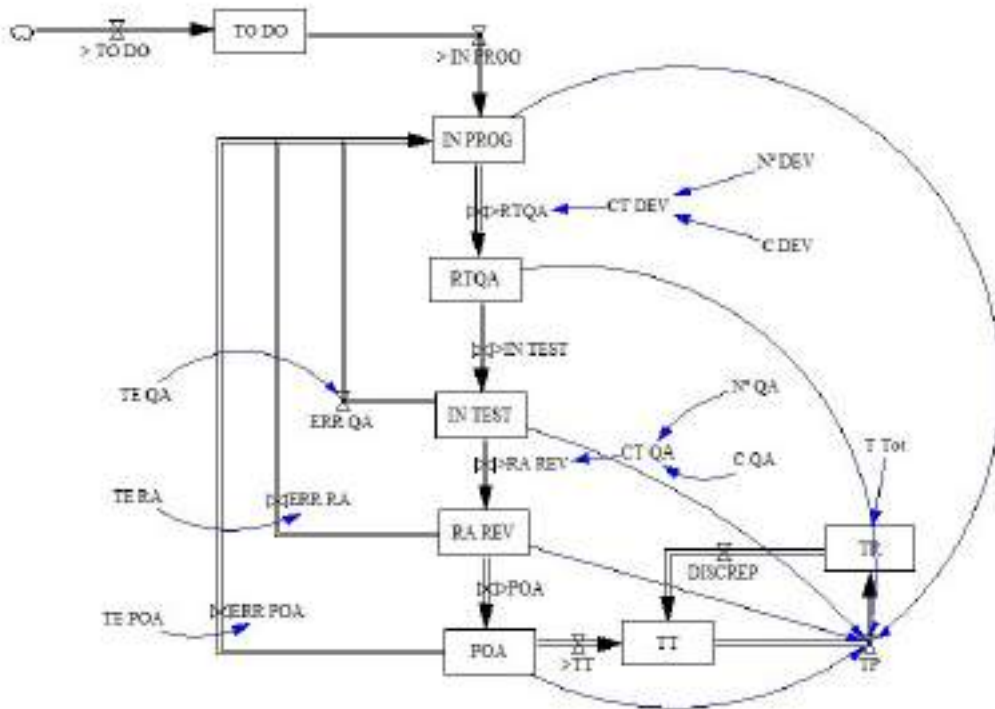 TO DO
> TO DO
> IN PROG
IN PROG
Nº DEV
>RTQA
CT DEV
C DEV
RTQA
>IN TEST
TE QA
ERR QA
IN TEST
Nº QA
>RA REV
CT QA
C QA
T Tot
TE RA
ERR RA
RA REV
TR
DISCREP
>POA
TE POA
ERR POA
POA
>TT
TT
TP